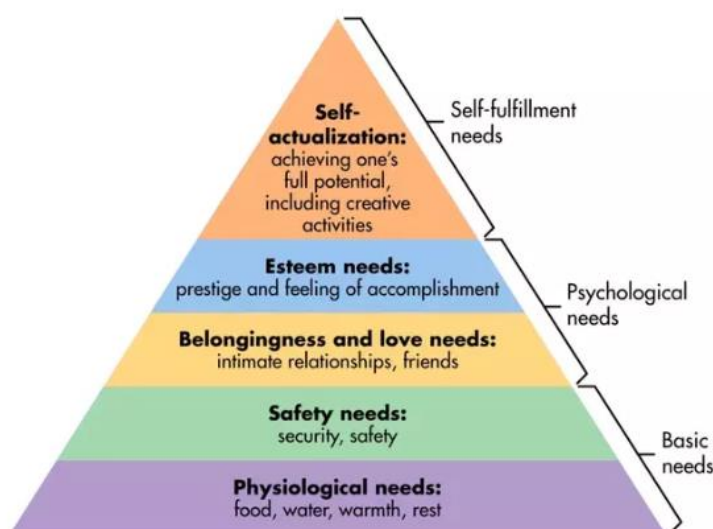 Self-
actualization:
achieving one's
full potential,
including creative
activities
Self-fulfillment
needs
Esteem needs:
prestige and feeling of accomplishment
Belongingness and love needs:
intimate relationships, friends
Psychological
needs
Safety needs:
security, safety
Physiological needs:
food, water, warmth, rest
Basic
needs